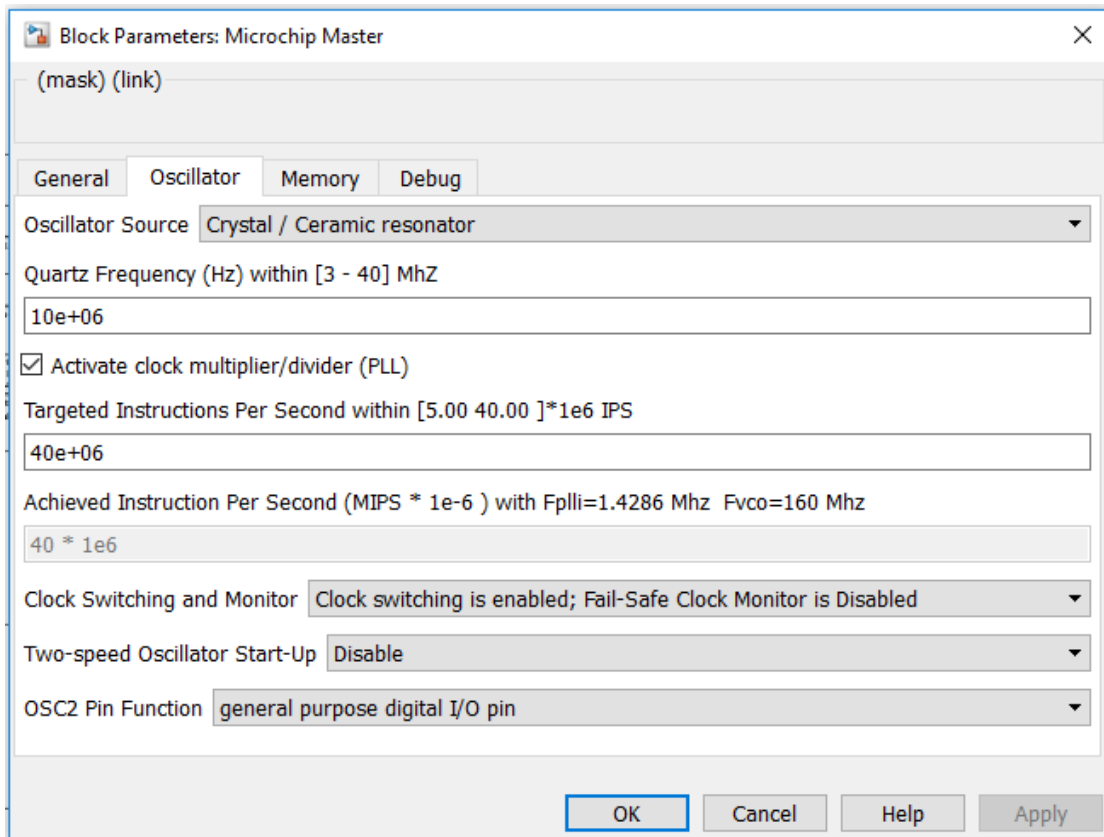 Block Parameters: Microchip Master
(mask) (link)
General Oscillator Memory Debug
Oscillator Source Crystal / Ceramic resonator
Quartz Frequency (Hz) within [3 - 40] MhZ
10e+06
Activate clock multiplier/divider (PLL)
Targeted Instructions Per Second within [5.00 40.00 ]*1e6 IPS
40e+06
Achieved Instruction Per Second (MIPS * 1e-6 ) with Fplli=1.4286 Mhz Fvco=160 Mhz
40 * 1e6
Clock Switching and Monitor Clock switching is enabled; Fail-Safe Clock Monitor is Disabled
Two-speed Oscillator Start-Up Disable
OSC2 Pin Function general purpose digital I/O pin
OK Cancel Help Apply